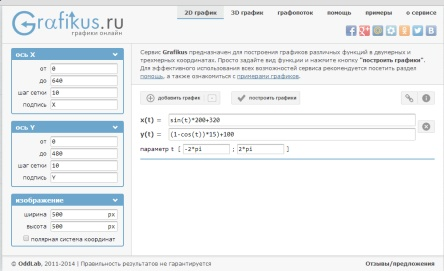 Grafikus.ru
графики онлайн
2D график 3D график графопоток помощь примеры о сервисе
Сервис Grafikus предназначен для построения графиков различных функций в двумерных и
трехмерных координатах. Просто задайте вид функции и нажмите кнопку "построить графики".
Для эффективного использования всех возможностей сервиса рекомендуется посетить раздел
помощь, а также ознакомиться с примерами графиков.
добавить график построить графики
x(t) = sin(t)*200+320
y(t) = (1-cos(t))*15)+100
параметр t [ -2*pi ; 2*pi ]
ось X
от 0
до 640
шаг сетки 10
подпись X
ось Y
от 0
до 480
шаг сетки 10
подпись Y
изображение
ширина 500 px
высота 500 px
полярная система координат
© OddLab, 2011-2014 | Правильность результатов не гарантируется
Отзывы/предложения